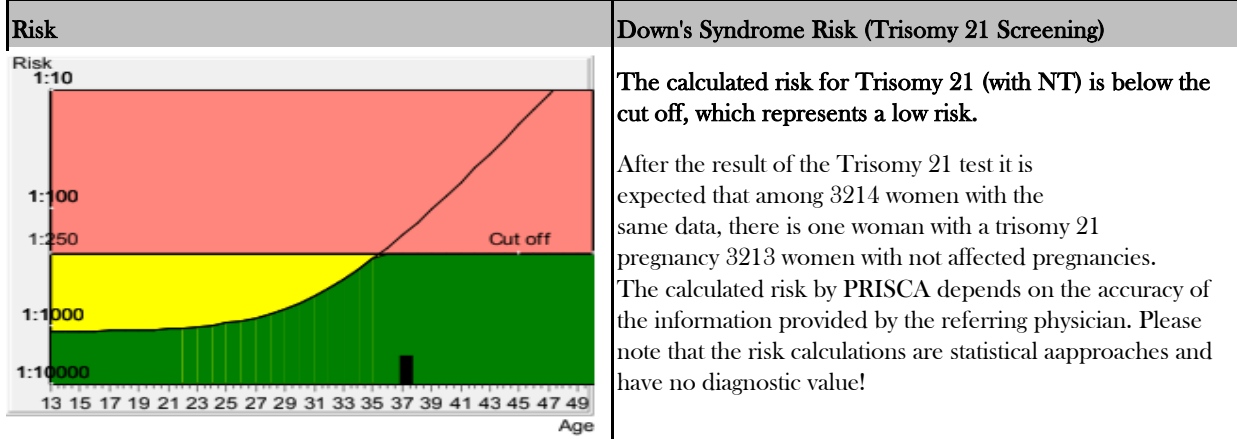 Risk
Down's Syndrome Risk (Trisomy 21 Screening)
Risk
1:10
1:100
1:250
Cut off
1:1000
1:10000
13 15 17 19 21 23 25 27 29 31 33 35 37 39 41 43 45 47 49
Age
The calculated risk for Trisomy 21 (with NT) is below the
cut off, which represents a low risk.
After the result of the Trisomy 21 test it is
expected that among 3214 women with the
same data, there is one woman with a trisomy 21
pregnancy 3213 women with not affected pregnancies.
The calculated risk by PRISCA depends on the accuracy of
the information provided by the referring physician. Please
note that the risk calculations are statistical aapproaches and
have no diagnostic value!